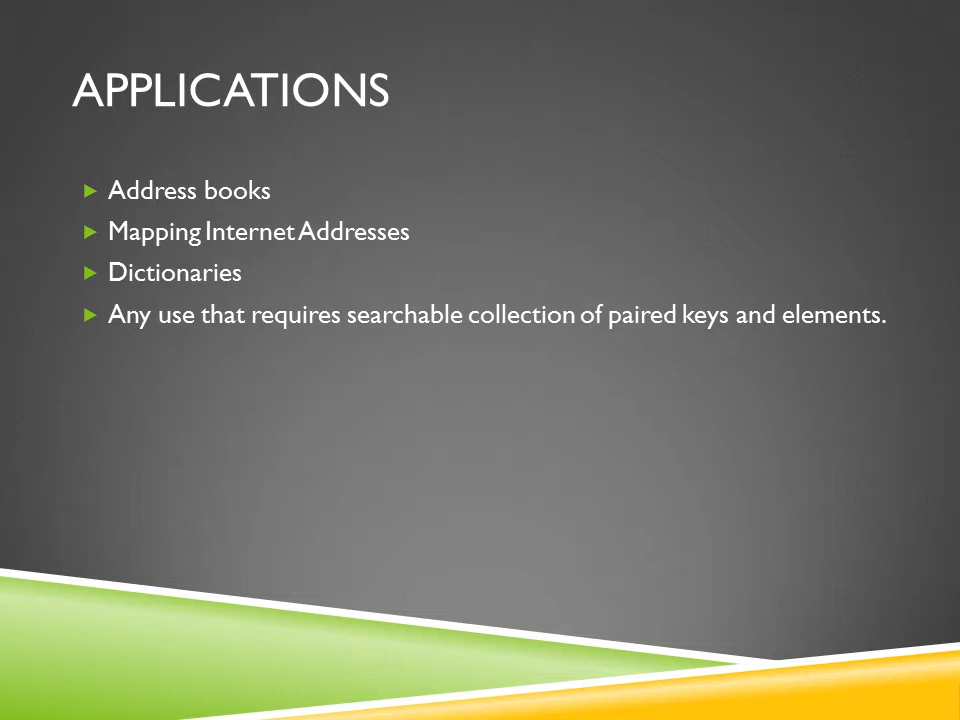 APPLICATIONS
Address books
Mapping Internet Addresses
Dictionaries
Any use that requires searchable collection of paired keys and elements.